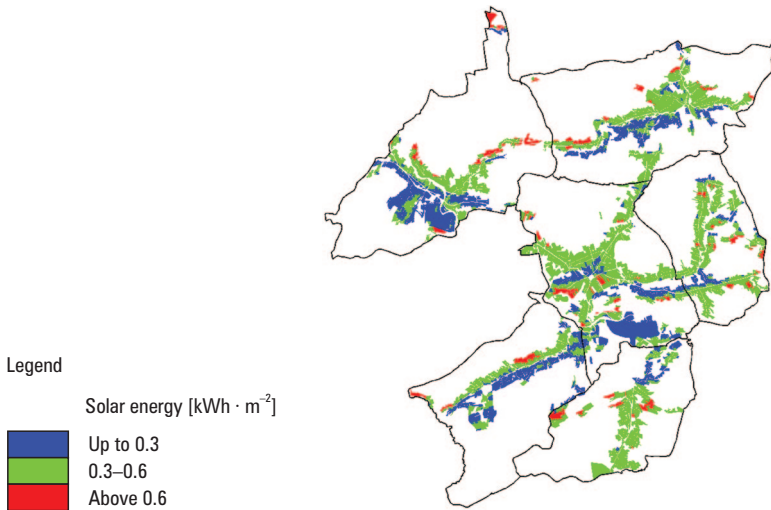 Legend
Solar energy [kWh · m⁻²]
Up to 0.3
0.3–0.6
Above 0.6